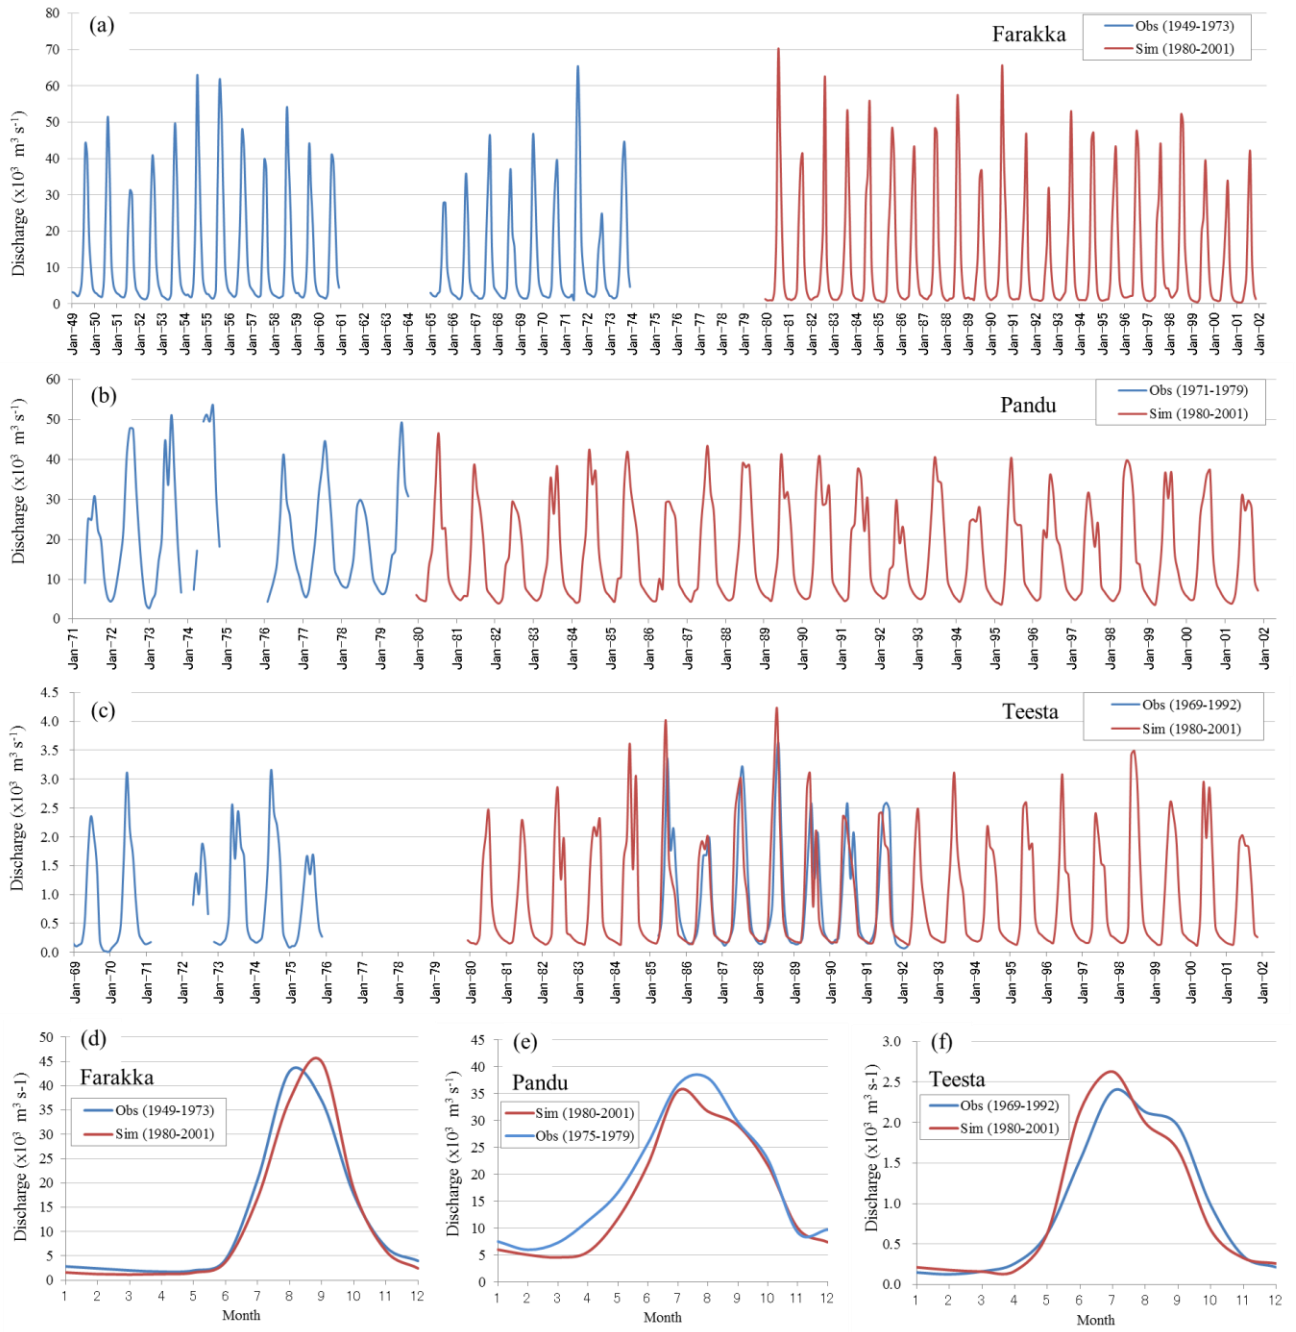 (a)
Farakka
Obs (1949-1973)
Sim (1980-2001)
Discharge (x10³ m³ s⁻¹)
80
70
60
50
40
30
20
10
0
Jan-49 Jan-50 Jan-51 Jan-52 Jan-53 Jan-54 Jan-55 Jan-56 Jan-57 Jan-58 Jan-59 Jan-60 Jan-61 Jan-62 Jan-63 Jan-64 Jan-65 Jan-66 Jan-67 Jan-68 Jan-69 Jan-70 Jan-71 Jan-72 Jan-73 Jan-74 Jan-75 Jan-76 Jan-77 Jan-78 Jan-79 Jan-80 Jan-81 Jan-82 Jan-83 Jan-84 Jan-85 Jan-86 Jan-87 Jan-88 Jan-89 Jan-90 Jan-91 Jan-92 Jan-93 Jan-94 Jan-95 Jan-96 Jan-97 Jan-98 Jan-99 Jan-00 Jan-01 Jan-02
(b)
Pandu
Obs (1971-1979)
Sim (1980-2001)
Discharge (x10³ m³ s⁻¹)
60
50
40
30
20
10
0
Jan-71 Jan-72 Jan-73 Jan-74 Jan-75 Jan-76 Jan-77 Jan-78 Jan-79 Jan-80 Jan-81 Jan-82 Jan-83 Jan-84 Jan-85 Jan-86 Jan-87 Jan-88 Jan-89 Jan-90 Jan-91 Jan-92 Jan-93 Jan-94 Jan-95 Jan-96 Jan-97 Jan-98 Jan-99 Jan-00 Jan-01 Jan-02
(c)
Teesta
Obs (1969-1992)
Sim (1980-2001)
Discharge (x10³ m³ s⁻¹)
4.5
4.0
3.5
3.0
2.5
2.0
1.5
1.0
0.5
0.0
Jan-69 Jan-70 Jan-71 Jan-72 Jan-73 Jan-74 Jan-75 Jan-76 Jan-77 Jan-78 Jan-79 Jan-80 Jan-81 Jan-82 Jan-83 Jan-84 Jan-85 Jan-86 Jan-87 Jan-88 Jan-89 Jan-90 Jan-91 Jan-92 Jan-93 Jan-94 Jan-95 Jan-96 Jan-97 Jan-98 Jan-99 Jan-00 Jan-01 Jan-02
(d)
Farakka
Obs (1949-1973)
Sim (1980-2001)
Discharge (x10³ m³ s-1)
50
45
40
35
30
25
20
15
10
5
0
1 2 3 4 5 6 7 8 9 10 11 12
Month
(e)
Pandu
Sim (1980-2001)
Obs (1975-1979)
Discharge (x10³ m³ s⁻¹)
45
40
35
30
25
20
15
10
5
0
1 2 3 4 5 6 7 8 9 10 11 12
Month
(f)
Teesta
Obs (1969-1992)
Sim (1980-2001)
Discharge (x10³ m³ s-1)
3.0
2.5
2.0
1.5
1.0
0.5
0.0
1 2 3 4 5 6 7 8 9 10 11 12
Month